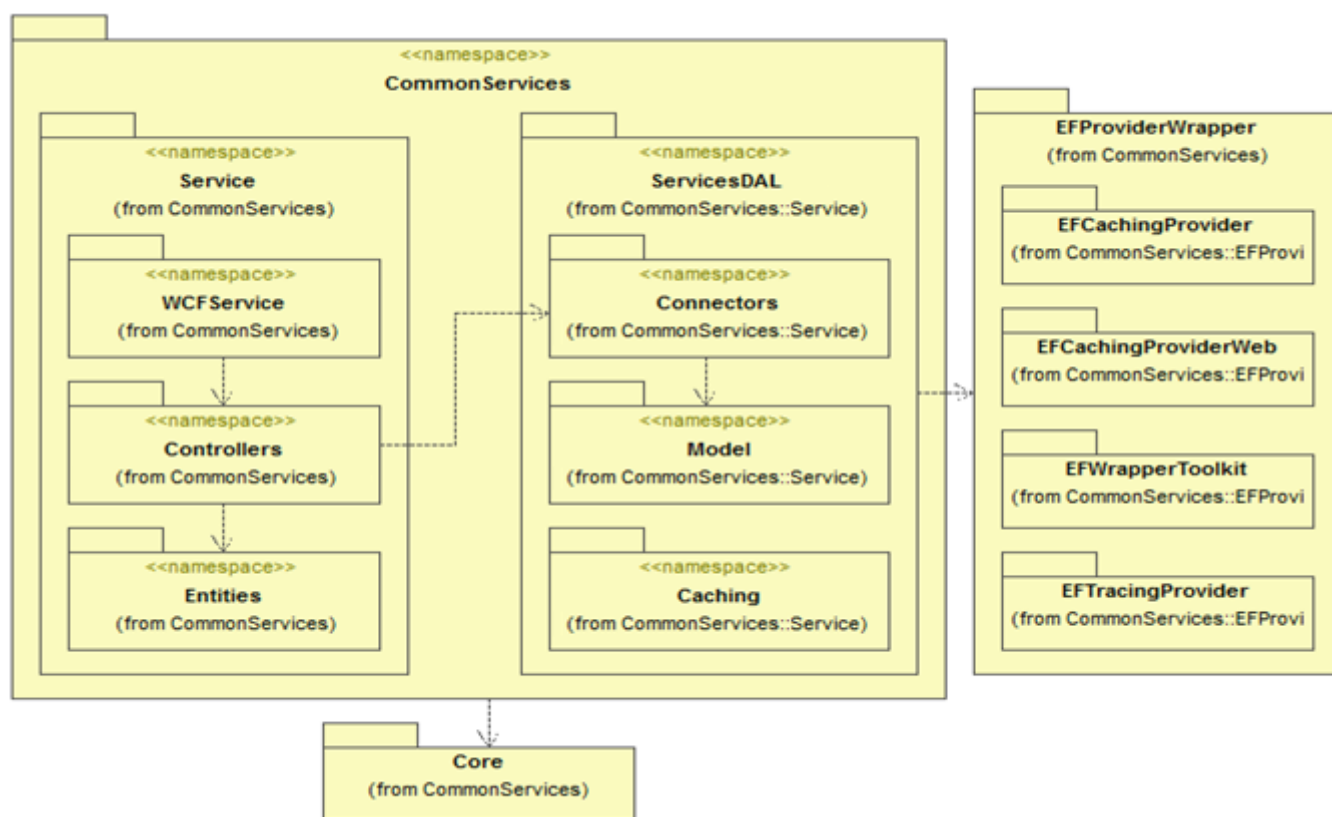 <<namespace>>
CommonServices
<<namespace>>
Service
(from CommonServices)
<<namespace>>
WCFService
(from CommonServices)
<<namespace>>
Controllers
(from CommonServices)
<<namespace>>
Entities
(from CommonServices)
<<namespace>>
ServicesDAL
(from CommonServices::Service)
<<namespace>>
Connectors
(from CommonServices::Service)
<<namespace>>
Model
(from CommonServices::Service)
<<namespace>>
Caching
(from CommonServices::Service)
EFProviderWrapper
(from CommonServices)
EFCachingProvider
(from CommonServices::EFProvi
EFCachingProviderWeb
(from CommonServices::EFProvi
EFWrapperToolkit
(from CommonServices::EFProvi
EFTracingProvider
(from CommonServices::EFProvi
Core
(from CommonServices)